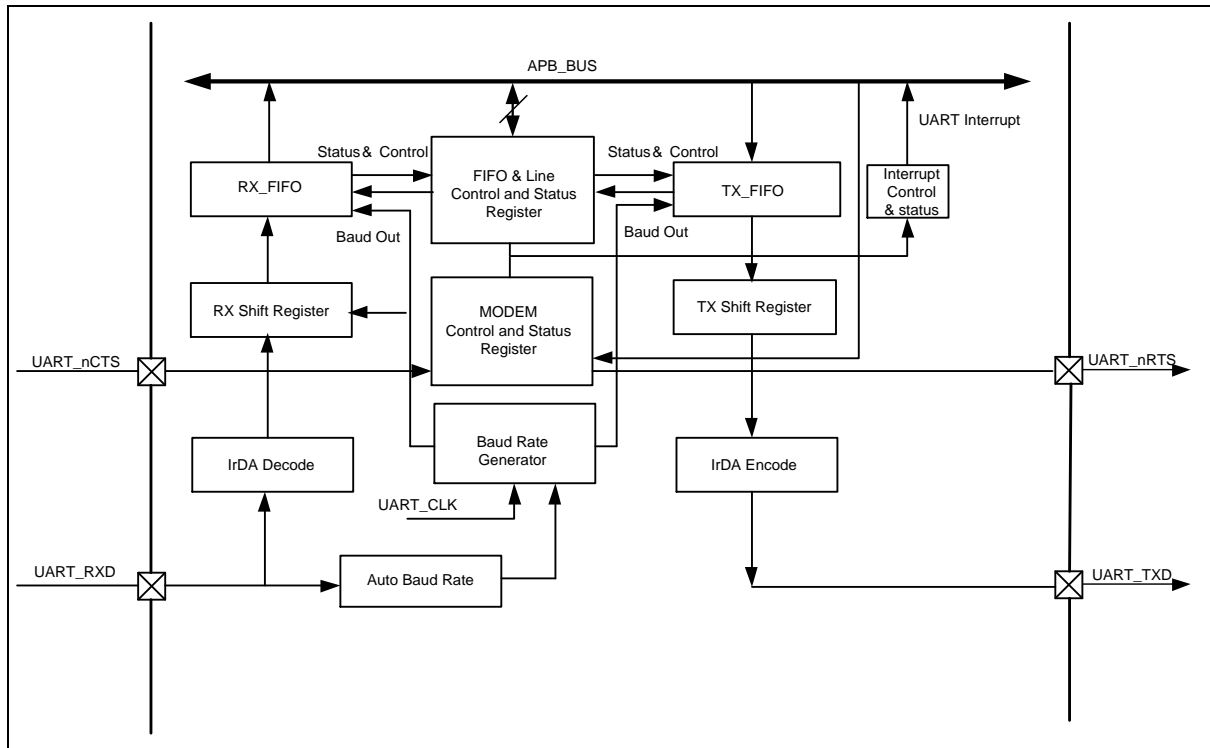 APB_BUS
UART Interrupt
Status & Control
Status & Control
RX_FIFO
FIFO & Line
Control and Status
Register
TX_FIFO
Interrupt
Control
& status
Baud Out
Baud Out
RX Shift Register
MODEM
Control and Status
Register
TX Shift Register
UART_nCTS
UART_nRTS
IrDA Decode
Baud Rate
Generator
IrDA Encode
UART_CLK
UART_RXD
Auto Baud Rate
UART_TXD